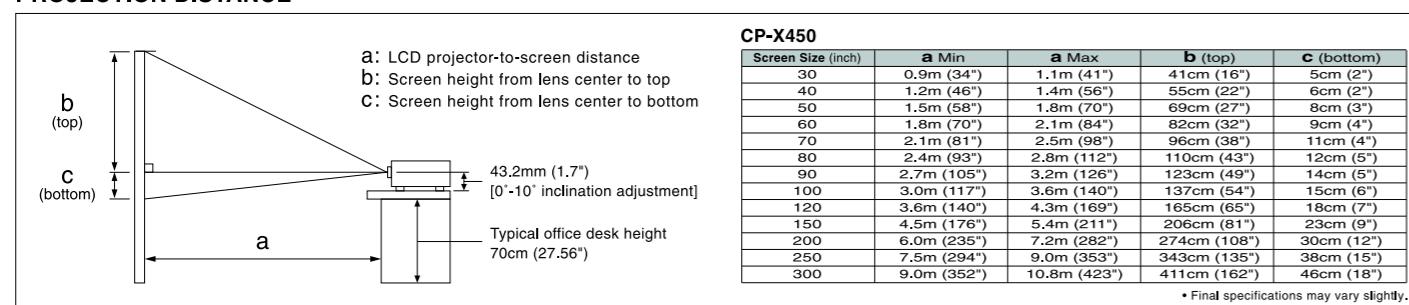 a: LCD projector-to-screen distance
b: Screen height from lens center to top
c: Screen height from lens center to bottom
b
(top)
c
(bottom)
a
43.2mm (1.7")
[0˚-10˚ inclination adjustment]
Typical office desk height
70cm (27.56")
CP-X450
Screen Size (inch) a Min a Max b (top) c (bottom)
30 0.9m (34") 1.1m (41") 41cm (16") 5cm (2")
40 1.2m (46") 1.4m (56") 55cm (22") 6cm (2")
50 1.5m (58") 1.8m (70") 69cm (27") 8cm (3")
60 1.8m (70") 2.1m (84") 82cm (32") 9cm (4")
70 2.1m (81") 2.5m (98") 96cm (38") 11cm (4")
80 2.4m (93") 2.8m (112") 110cm (43") 12cm (5")
90 2.7m (105") 3.2m (126") 123cm (49") 14cm (5")
100 3.0m (117") 3.6m (140") 137cm (54") 15cm (6")
120 3.6m (140") 4.3m (169") 165cm (65") 18cm (7")
150 4.5m (176") 5.4m (211") 206cm (81") 23cm (9")
200 6.0m (235") 7.2m (282") 274cm (108") 30cm (12")
250 7.5m (294") 9.0m (353") 343cm (135") 38cm (15")
300 9.0m (352") 10.8m (423") 411cm (162") 46cm (18")
• Final specifications may vary slightly.